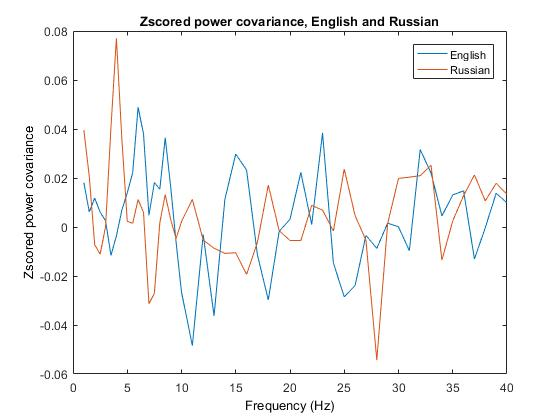 Zscored power covariance, English and Russian
English
Russian
0.08
0.06
0.04
0.02
0
-0.02
-0.04
-0.06
Zscored power covariance
0 5 10 15 20 25 30 35 40
Frequency (Hz)